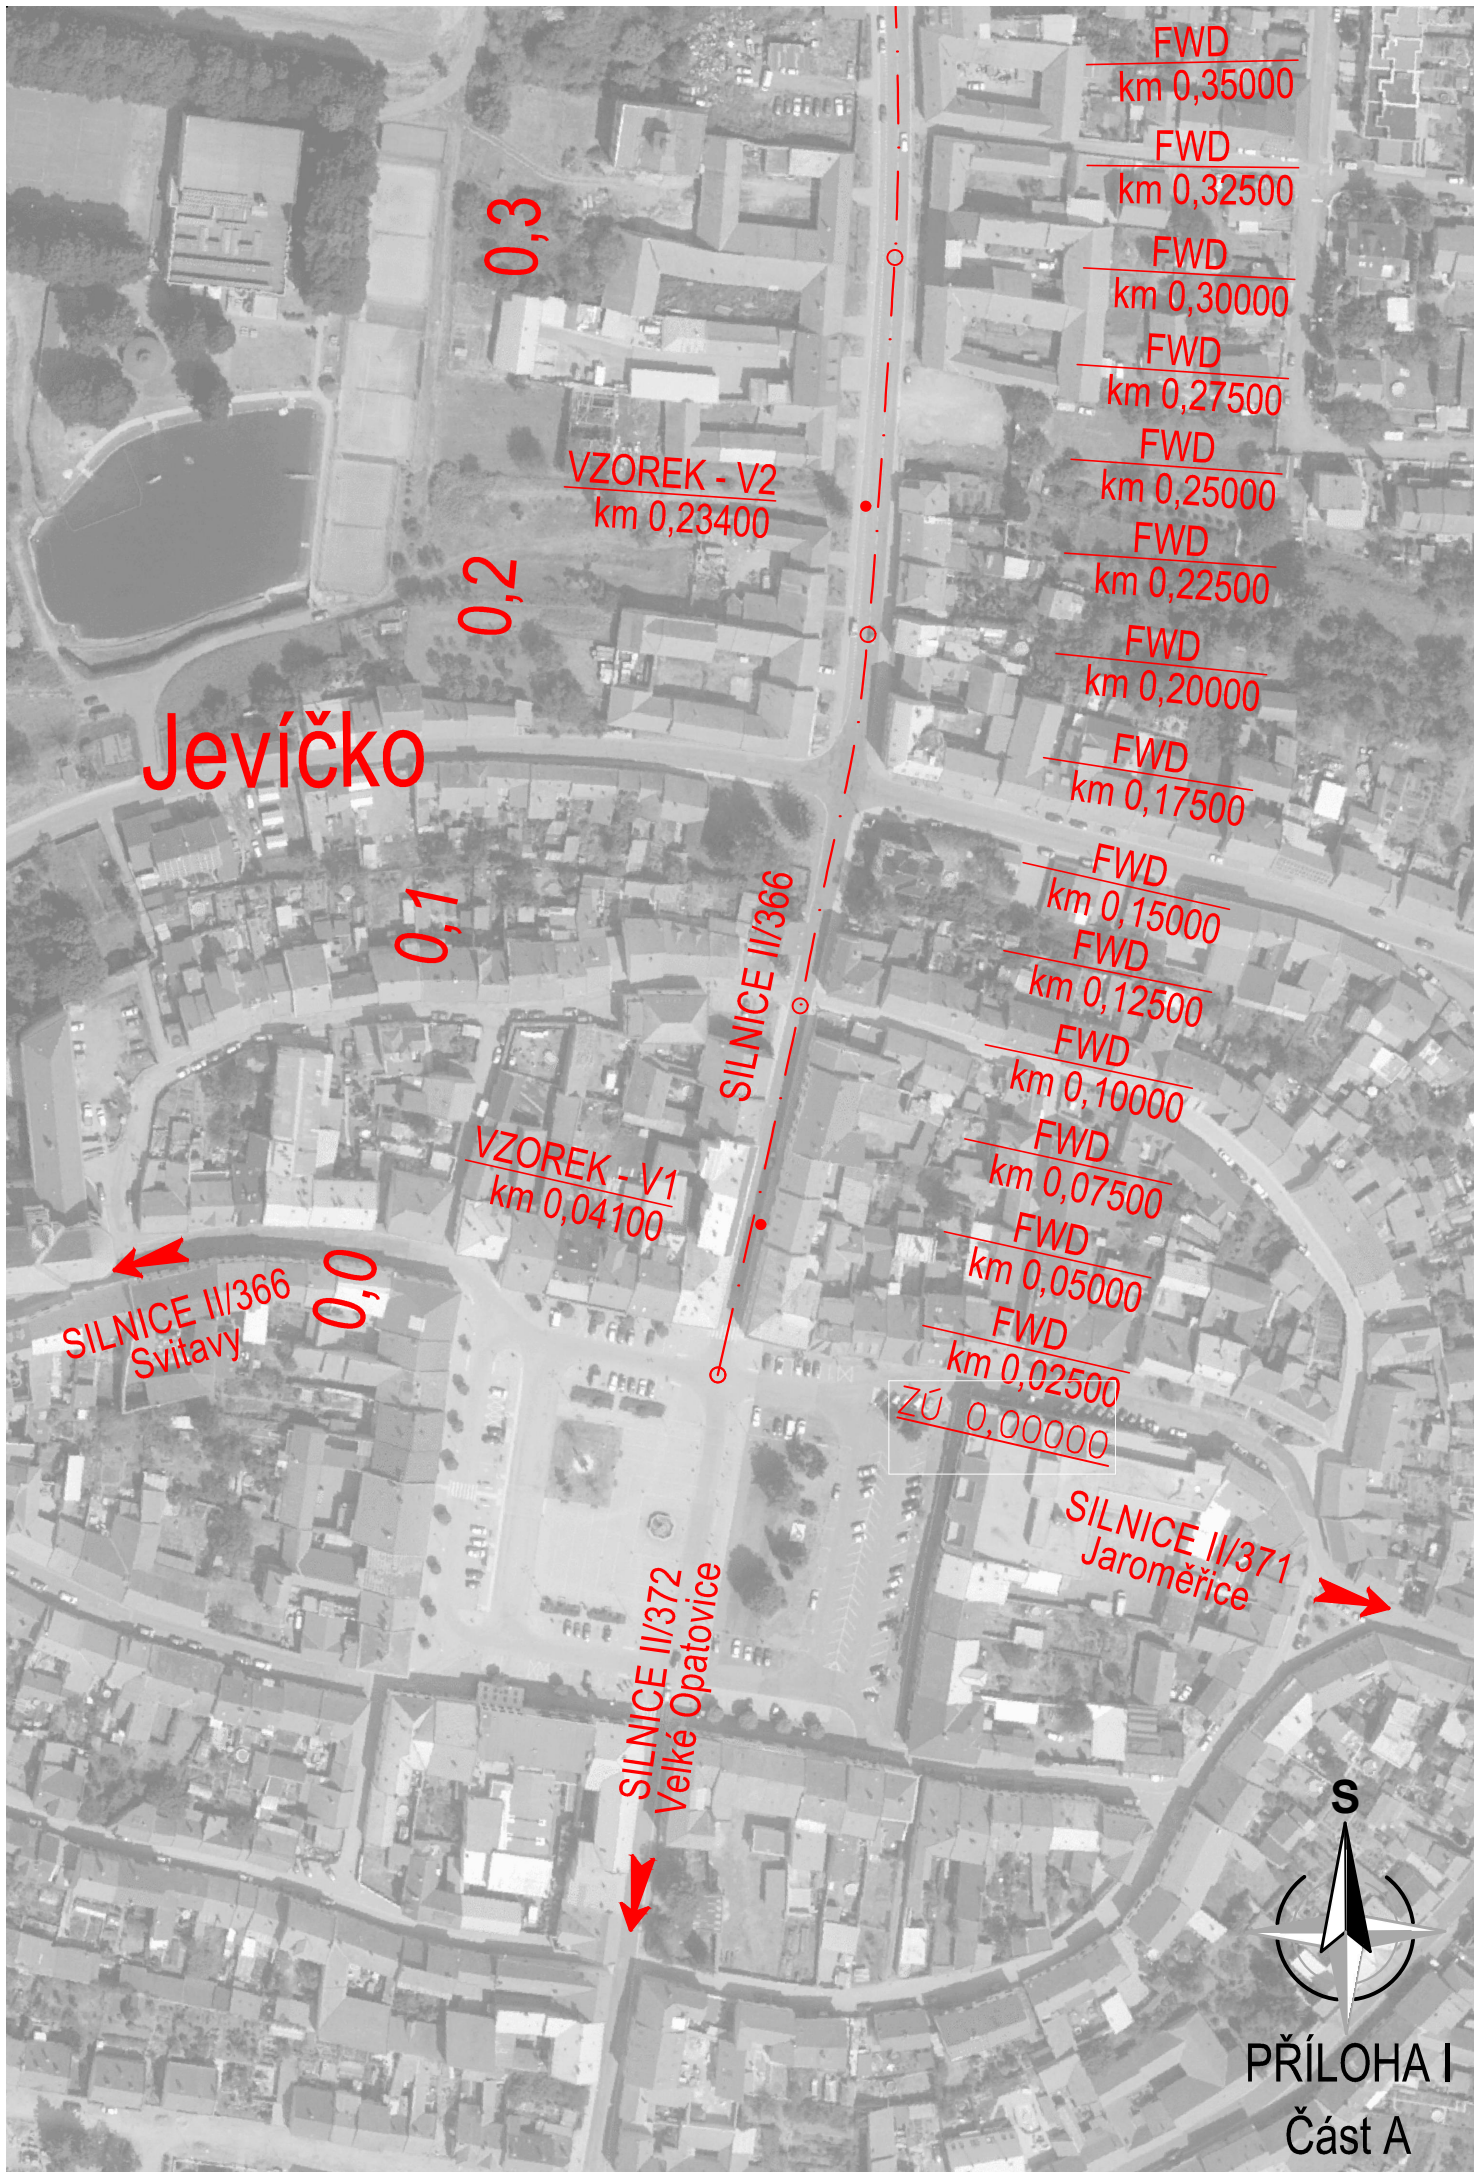 FWD
km 0,35000
FWD
km 0,32500
0,3
FWD
km 0,30000
FWD
km 0,27500
FWD
km 0,25000
VZOREK - V2
km 0,23400
FWD
km 0,22500
0,2
FWD
km 0,20000
Jevíčko
FWD
km 0,17500
FWD
km 0,15000
0,1
SILNICE II/366
FWD
km 0,12500
FWD
km 0,10000
VZOREK - V1
km 0,04100
FWD
km 0,07500
FWD
km 0,05000
0,0
SILNICE II/366
Svitavy
FWD
km 0,02500
ZÚ 0,00000
SILNICE II/371
Jaroměřice
SILNICE II/372
Velké Opatovice
S
PŘÍLOHA I
Část A